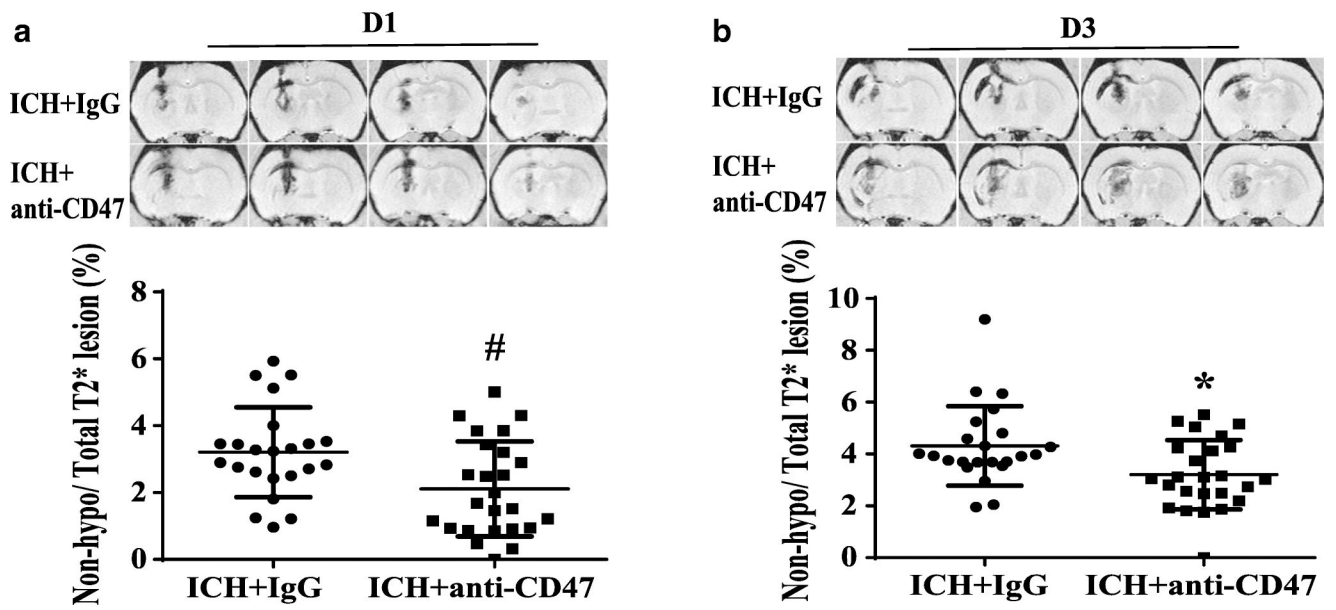 a
D1
ICH+IgG
ICH+
anti-CD47
Non-hypo/ Total T2* lesion (%)
8
6
4
2
0
#
ICH+IgG
ICH+anti-CD47
b
D3
ICH+IgG
ICH+
anti-CD47
Non-hypo/ Total T2* lesion (%)
10
8
6
4
2
0
*
ICH+IgG
ICH+anti-CD47